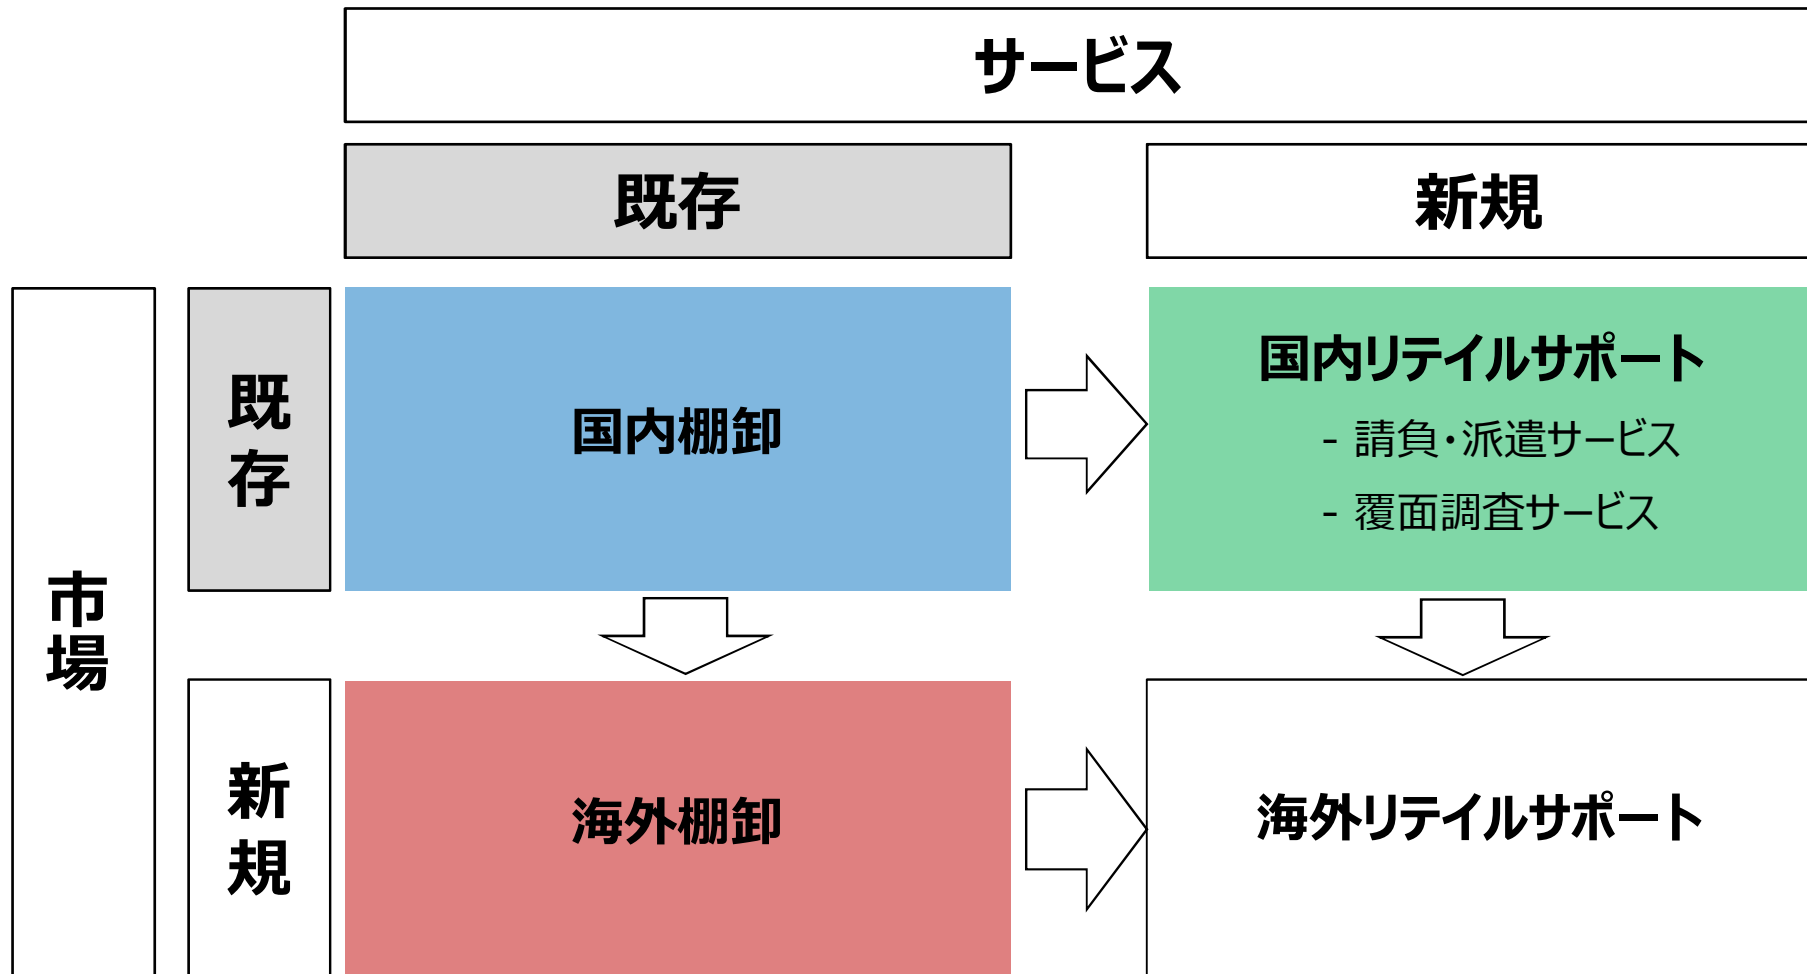 サービス
既存
新規
市場
既存
国内棚卸
国内リテイルサポート
- 請負・派遣サービス
- 覆面調査サービス
新規
海外棚卸
海外リテイルサポート